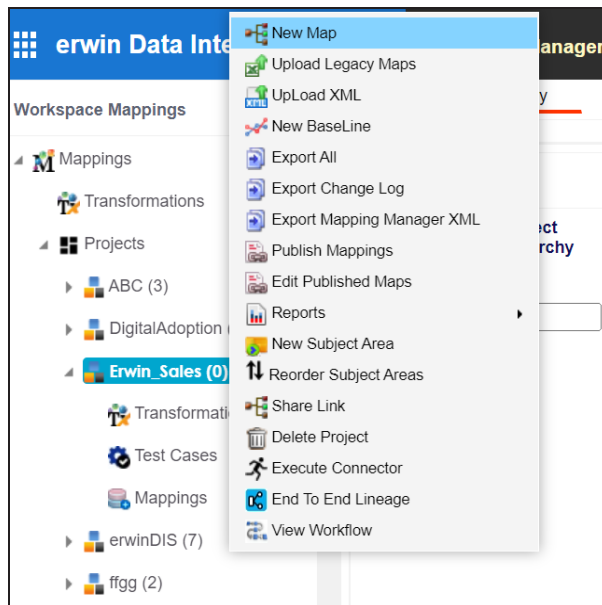 erwin Data Inte
anager
Workspace Mappings
y
Mappings
Transformations
Projects
ABC (3)
DigitalAdoption (
Erwin_Sales (0)
Transformati
Test Cases
Mappings
erwinDIS (7)
ffgg (2)
New Map
Upload Legacy Maps
UpLoad XML
New BaseLine
Export All
Export Change Log
Export Mapping Manager XML
Publish Mappings
Edit Published Maps
Reports
New Subject Area
Reorder Subject Areas
Share Link
Delete Project
Execute Connector
End To End Lineage
View Workflow
ect
rchy